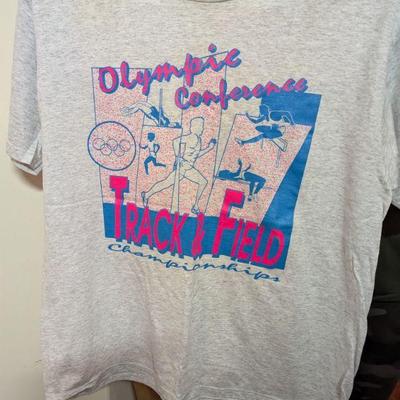 Olympic
Conference
TRACK & FIELD
Championships